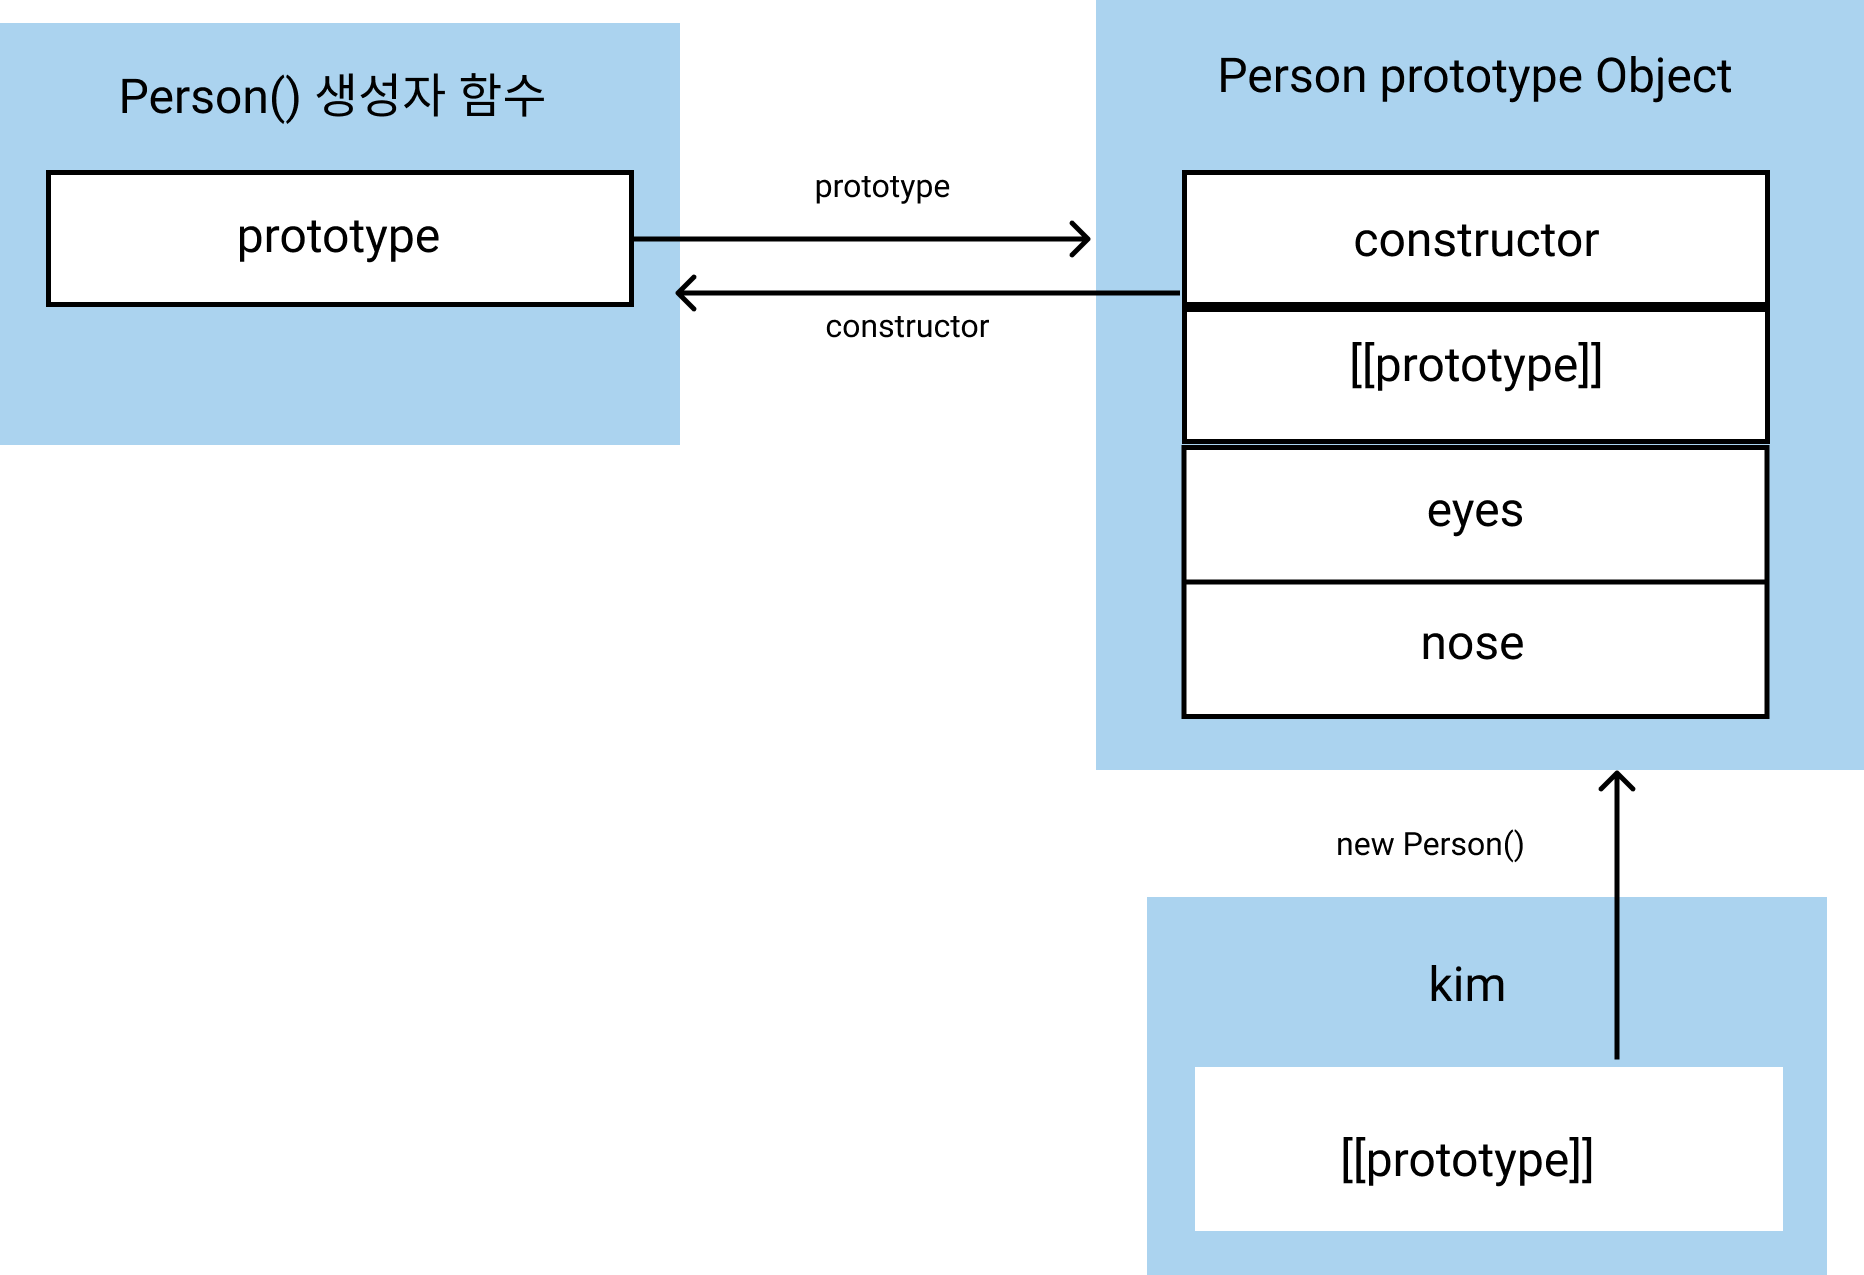 Person() 생성자 함수
prototype
prototype
constructor
Person prototype Object
constructor
[[prototype]]
eyes
nose
new Person()
kim
[[prototype]]